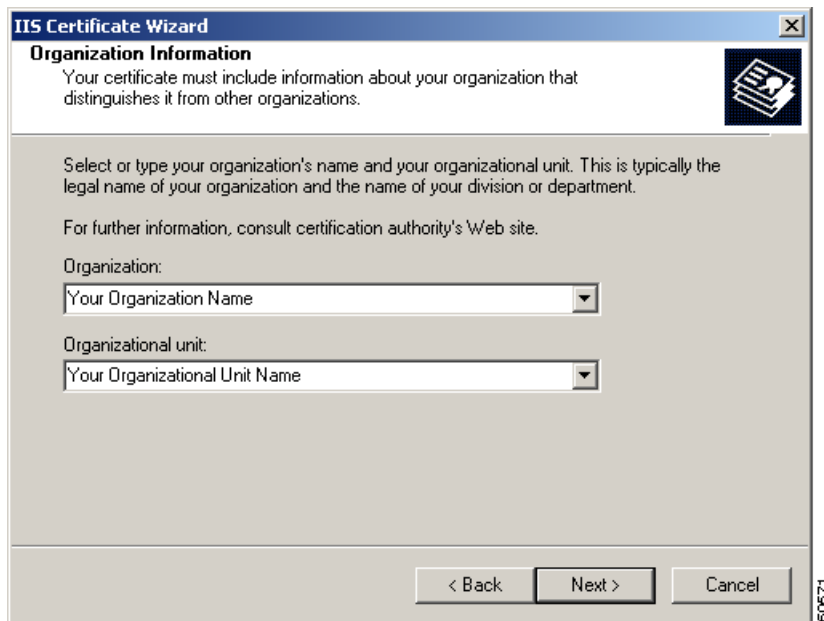 IIS Certificate Wizard
Organization Information
Your certificate must include information about your organization that
distinguishes it from other organizations.
Select or type your organization's name and your organizational unit. This is typically the
legal name of your organization and the name of your division or department.
For further information, consult certification authority's Web site.
Organization:
Your Organization Name
Organizational unit:
Your Organizational Unit Name
< Back
Next >
Cancel